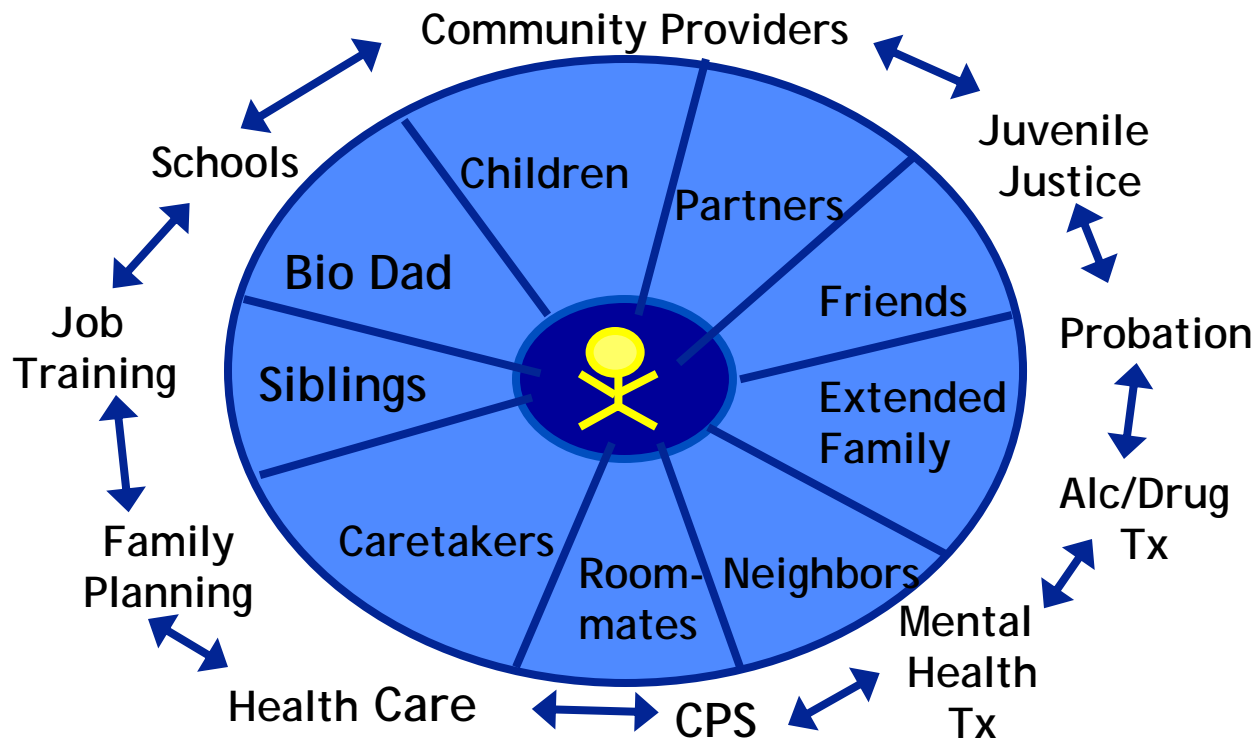 Community Providers
Schools
Juvenile
Justice
Children
Partners
Bio Dad
Friends
Job
Training
Probation
Siblings
Extended
Family
Alc/Drug
Tx
Family
Planning
Caretakers
Room-
mates
Neighbors
Mental
Health
Tx
Health Care
CPS